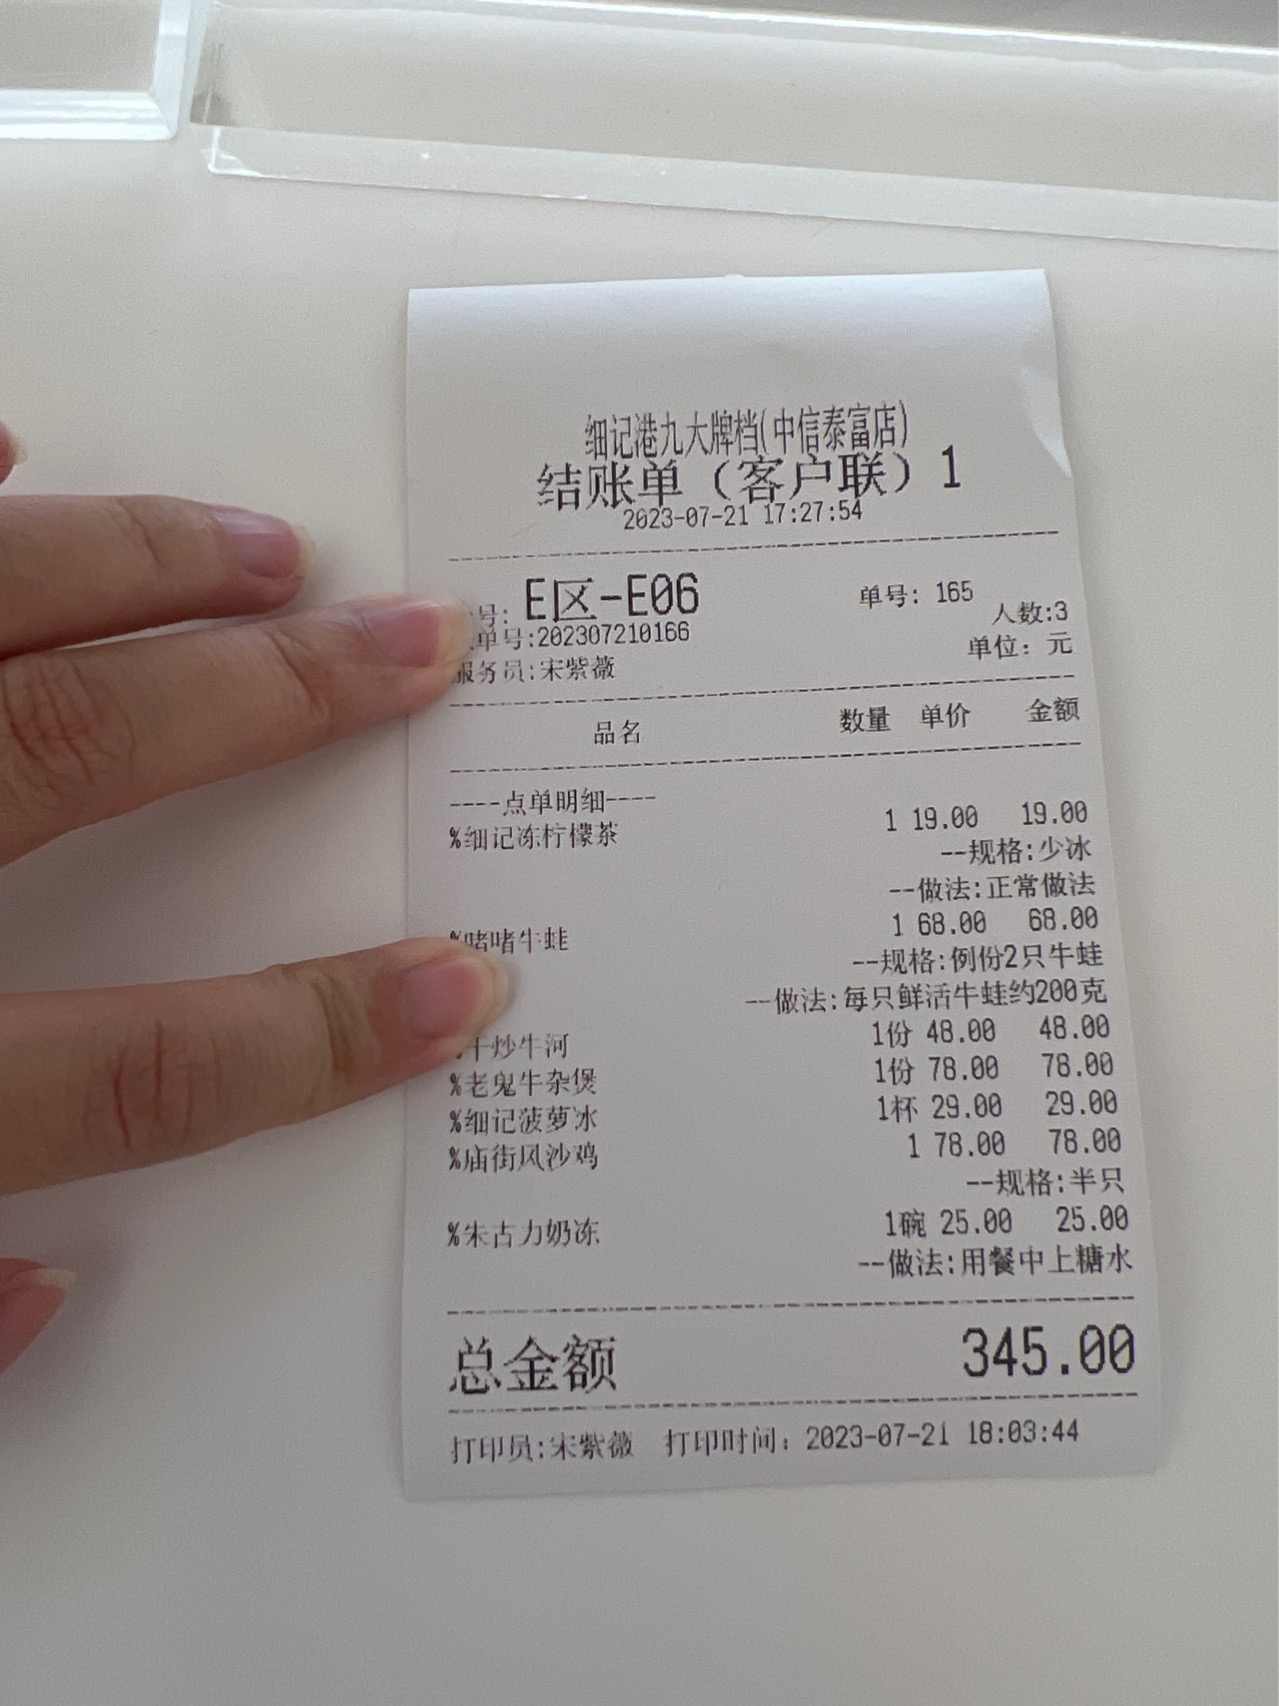 细记港九大牌档(中信泰富店)
结账单（客户联）1
2023-07-21 17:27:54
号: E区-E06 单号: 165
单号:202307210166 人数:3
服务员:宋紫薇 单位: 元
品名 数量 单价 金额
----点单明细----
%细记冻柠檬茶 1 19.00 19.00
--规格:少冰
--做法:正常做法
%啫啫牛蛙 1 68.00 68.00
--规格:例份2只牛蛙
--做法:每只鲜活牛蛙约200克
干炒牛河 1份 48.00 48.00
%老鬼牛杂煲 1份 78.00 78.00
%细记菠萝冰 1杯 29.00 29.00
%庙街风沙鸡 1 78.00 78.00
--规格:半只
%朱古力奶冻 1碗 25.00 25.00
--做法:用餐中上糖水
总金额 345.00
打印员:宋紫薇 打印时间: 2023-07-21 18:03:44